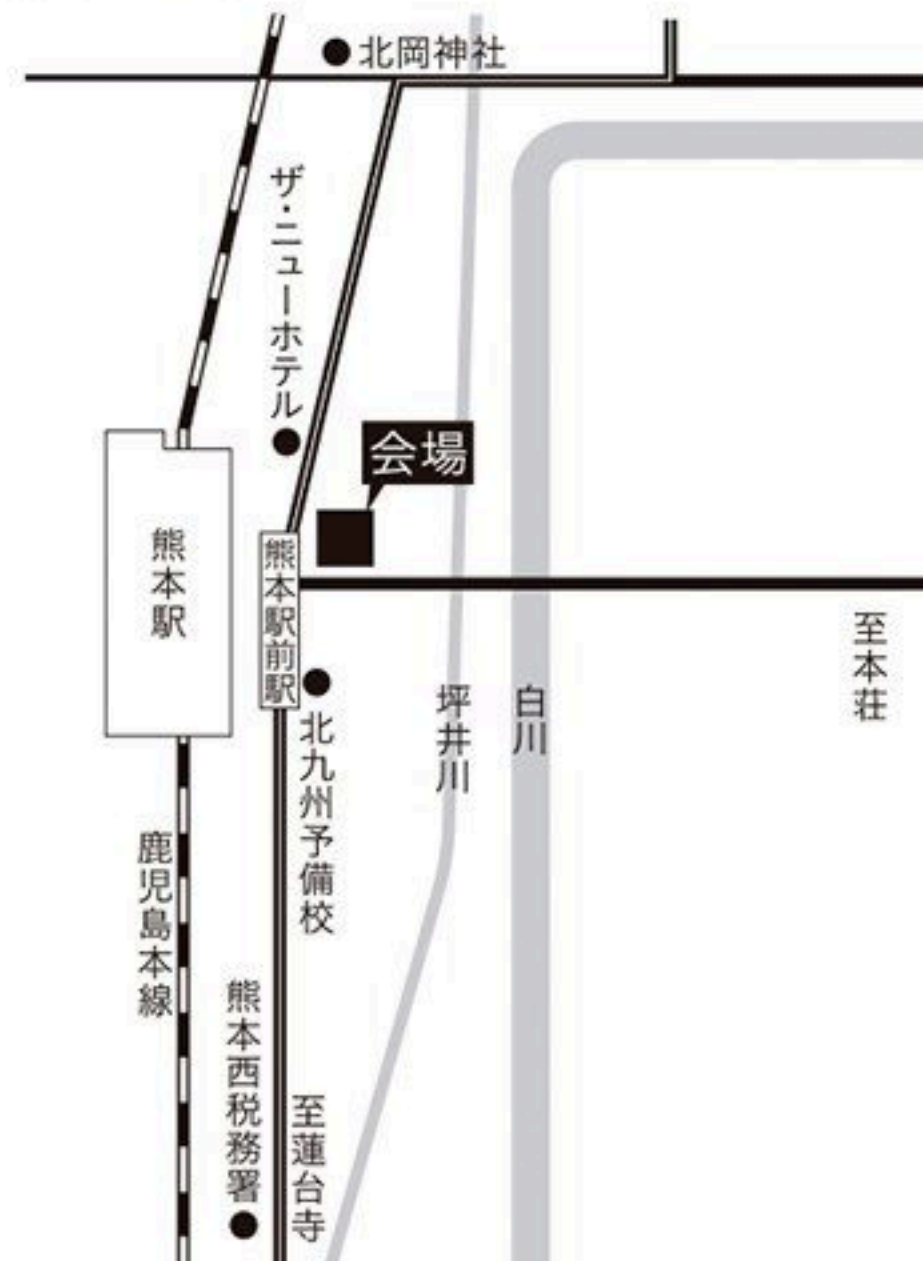 北岡神社
ザ・ニューホテル
会場
熊本駅
熊本駅前駅
至本荘
坪井川
白川
北九州予備校
鹿児島本線
熊本西税務署
至蓮台寺